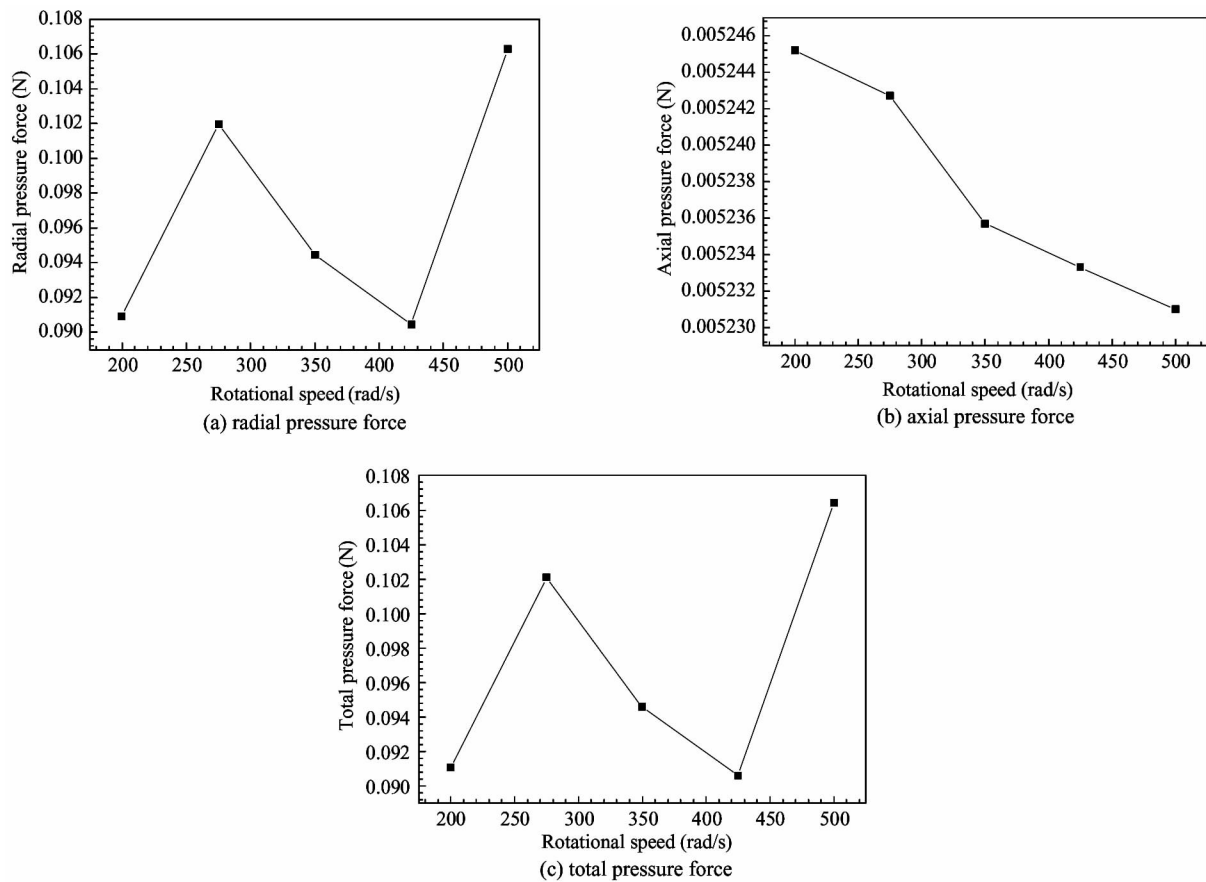 0.108
0.106
0.104
0.102
0.100
0.098
0.096
0.094
0.092
0.090
Radial pressure force (N)
200 250 300 350 400 450 500
Rotational speed (rad/s)
(a) radial pressure force
0.005246
0.005244
0.005242
0.005240
0.005238
0.005236
0.005234
0.005231
0.005230
Axial pressure force (N)
200 250 300 350 400 450 500
Rotational speed (rad/s)
(b) axial pressure force
0.108
0.106
0.104
0.102
0.100
0.098
0.096
0.094
0.092
0.090
Total pressure force (N)
200 250 300 350 400 450 500
Rotational speed (rad/s)
(c) total pressure force